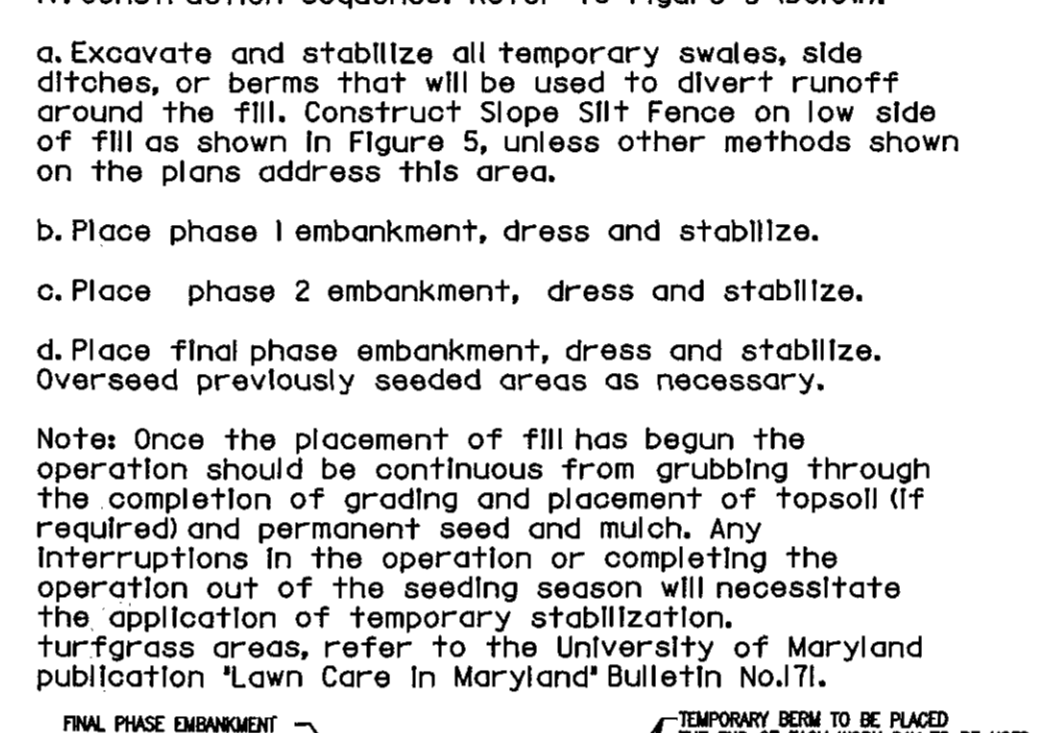 a. Excavate and stabilize all temporary swales, side
ditches, or berms that will be used to divert runoff
around the fill. Construct Slope Silt Fence on low side
of fill as shown in Figure 5, unless other methods shown
on the plans address this area.
b. Place phase 1 embankment, dress and stabilize.
c. Place phase 2 embankment, dress and stabilize.
d. Place final phase embankment, dress and stabilize.
Overseed previously seeded areas as necessary.
Note: Once the placement of fill has begun the
operation should be continuous from grubbing through
the completion of grading and placement of topsoil (if
required) and permanent seed and mulch. Any
interruptions in the operation or completing the
operation out of the seeding season will necessitate
the application of temporary stabilization.
turfgrass areas, refer to the University of Maryland
publication "Lawn Care in Maryland" Bulletin No.171.
FINAL PHASE EMBANKMENT
TEMPORARY BERM TO BE PLACED